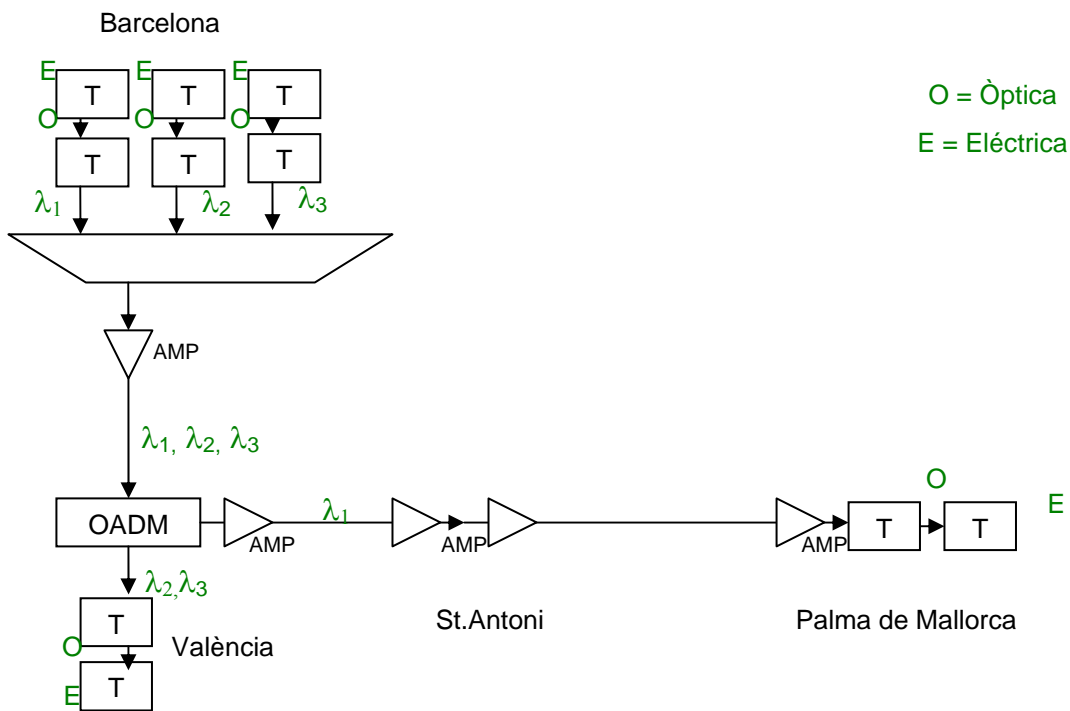 Barcelona
E E E
T T T
O = Òptica
O O O
E = Eléctrica
T T T
λ1 λ2 λ3
AMP
λ1, λ2, λ3
O
E
OADM λ1 T T
AMP AMP AMP
λ2,λ3
T St.Antoni Palma de Mallorca
O València
T
E